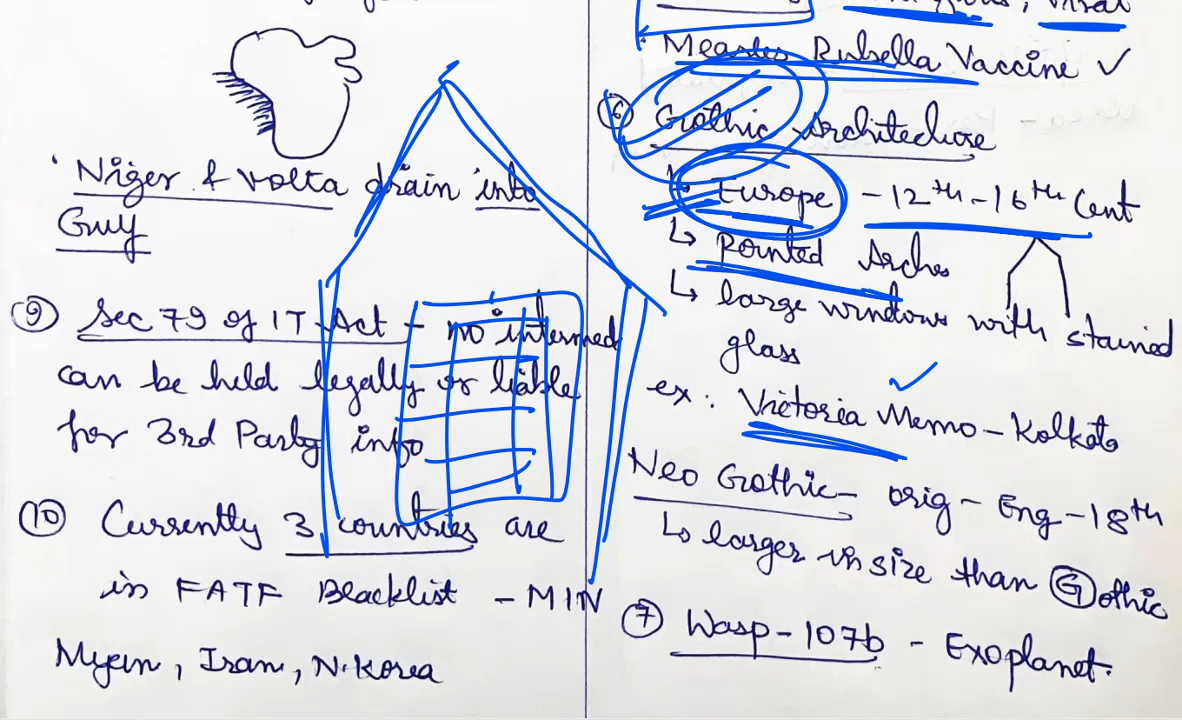 Niger & Volta drain into
Gulf
⑨ Sec 79 of IT Act - no intermed
can be held legally or liable
for 3rd Party info
⑩ Currently 3 countries are
in FATF Blacklist - MIN
Myan, Iran, N.Korea
Viral
Measles Rubella Vaccine ✓
⑥ Gothic Architecture
↳ Europe - 12th - 16th Cent
↳ Pointed Arches
↳ large windows with stained
glass
ex: Victoria Memo - Kolkata
Neo Gothic - orig - Eng - 18th
↳ larger in size than Gothic
⑦ Wasp - 107b - Exoplanet.